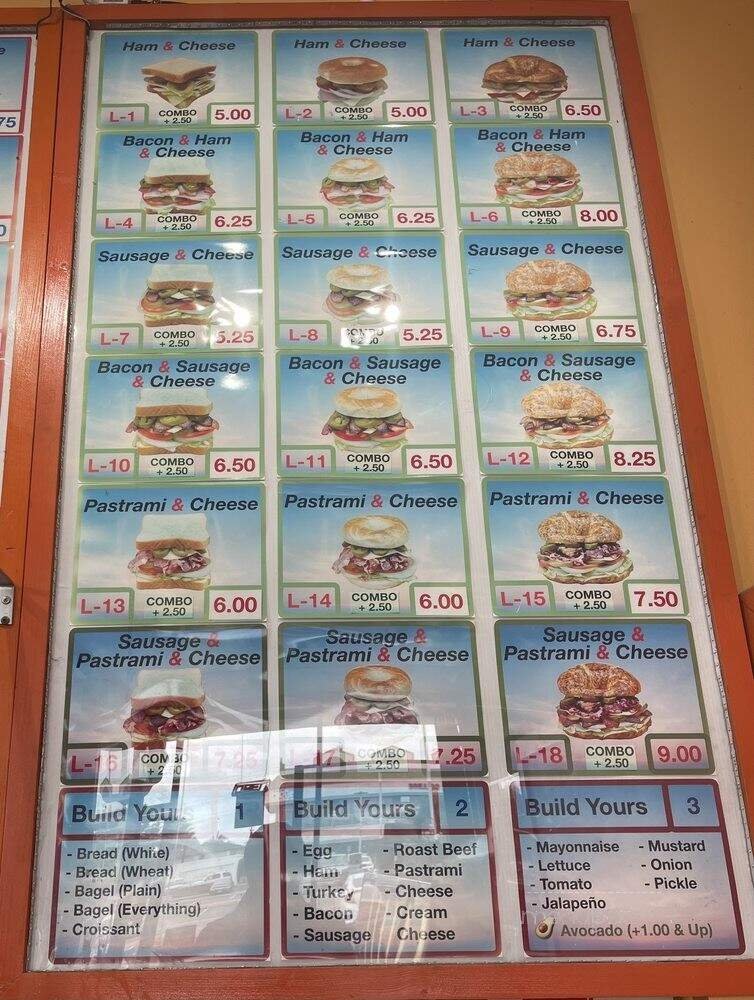 e
75
0
Ham & Cheese
L-1 COMBO + 2.50 5.00
Ham & Cheese
L-2 COMBO + 2.50 5.00
Ham & Cheese
L-3 COMBO + 2.50 6.50
Bacon & Ham
& Cheese
L-4 COMBO + 2.50 6.25
Bacon & Ham
& Cheese
L-5 COMBO + 2.50 6.25
Bacon & Ham
& Cheese
L-6 COMBO + 2.50 8.00
Sausage & Cheese
L-7 COMBO + 2.50 5.25
Sausage & Cheese
L-8 COMBO + 2.50 5.25
Sausage & Cheese
L-9 COMBO + 2.50 6.75
Bacon & Sausage
& Cheese
L-10 COMBO + 2.50 6.50
Bacon & Sausage
& Cheese
L-11 COMBO + 2.50 6.50
Bacon & Sausage
& Cheese
L-12 COMBO + 2.50 8.25
Pastrami & Cheese
L-13 COMBO + 2.50 6.00
Pastrami & Cheese
L-14 COMBO + 2.50 6.00
Pastrami & Cheese
L-15 COMBO + 2.50 7.50
Sausage &
Pastrami & Cheese
L-16 COMBO + 2.50 7.25
Sausage &
Pastrami & Cheese
L-17 COMBO + 2.50 7.25
Sausage &
Pastrami & Cheese
L-18 COMBO + 2.50 9.00
Build Yours 1
- Bread (White)
- Bread (Wheat)
- Bagel (Plain)
- Bagel (Everything)
- Croissant
Build Yours 2
- Egg - Roast Beef
- Ham - Pastrami
- Turkey - Cheese
- Bacon - Cream
- Sausage Cheese
Build Yours 3
- Mayonnaise - Mustard
- Lettuce - Onion
- Tomato - Pickle
- Jalapeño
Avocado (+1.00 & Up)